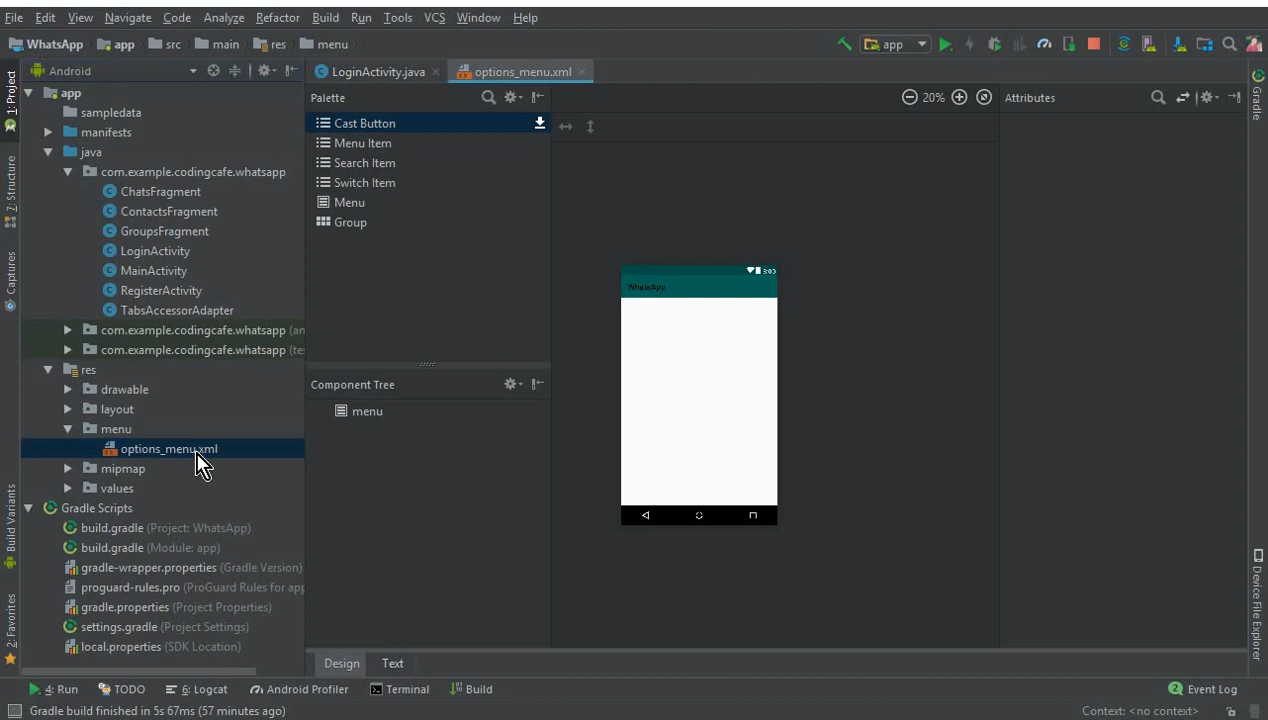 File Edit View Navigate Code Analyze Refactor Build Run Tools VCS Window Help
WhatsApp app src main res menu
app
Android
LoginActivity.java
options_menu.xml
1: Project
Z: Structure
Captures
Build Variants
2: Favorites
app
sampledata
manifests
java
com.example.codingcafe.whatsapp
ChatsFragment
ContactsFragment
GroupsFragment
LoginActivity
MainActivity
RegisterActivity
TabsAccessorAdapter
com.example.codingcafe.whatsapp (an
com.example.codingcafe.whatsapp (tes
res
drawable
layout
menu
options_menu.xml
mipmap
values
Gradle Scripts
build.gradle (Project: WhatsApp)
build.gradle (Module: app)
gradle-wrapper.properties (Gradle Version)
proguard-rules.pro (ProGuard Rules for app
gradle.properties (Project Properties)
settings.gradle (Project Settings)
local.properties (SDK Location)
Palette
Cast Button
Menu Item
Search Item
Switch Item
Menu
Group
Component Tree
menu
20%
WhatsApp
Attributes
Gradle
Device File Explorer
Design Text
4: Run TODO 6: Logcat Android Profiler Terminal Build
2 Event Log
Gradle build finished in 5s 67ms (57 minutes ago)
Context: <no context>